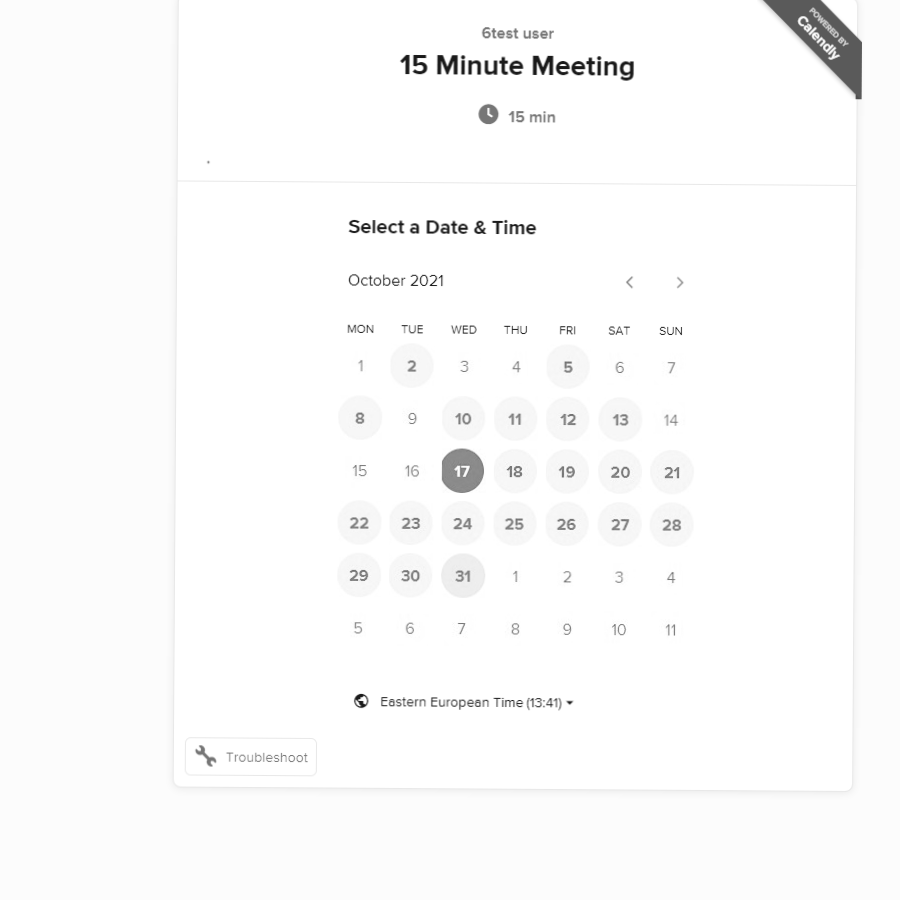 POWERED BY
Calendly
6test user
15 Minute Meeting
15 min
.
Select a Date & Time
October 2021
MON TUE WED THU FRI SAT SUN
1 2 3 4 5 6 7
8 9 10 11 12 13 14
15 16 17 18 19 20 21
22 23 24 25 26 27 28
29 30 31 1 2 3 4
5 6 7 8 9 10 11
Eastern European Time (13:41)
Troubleshoot